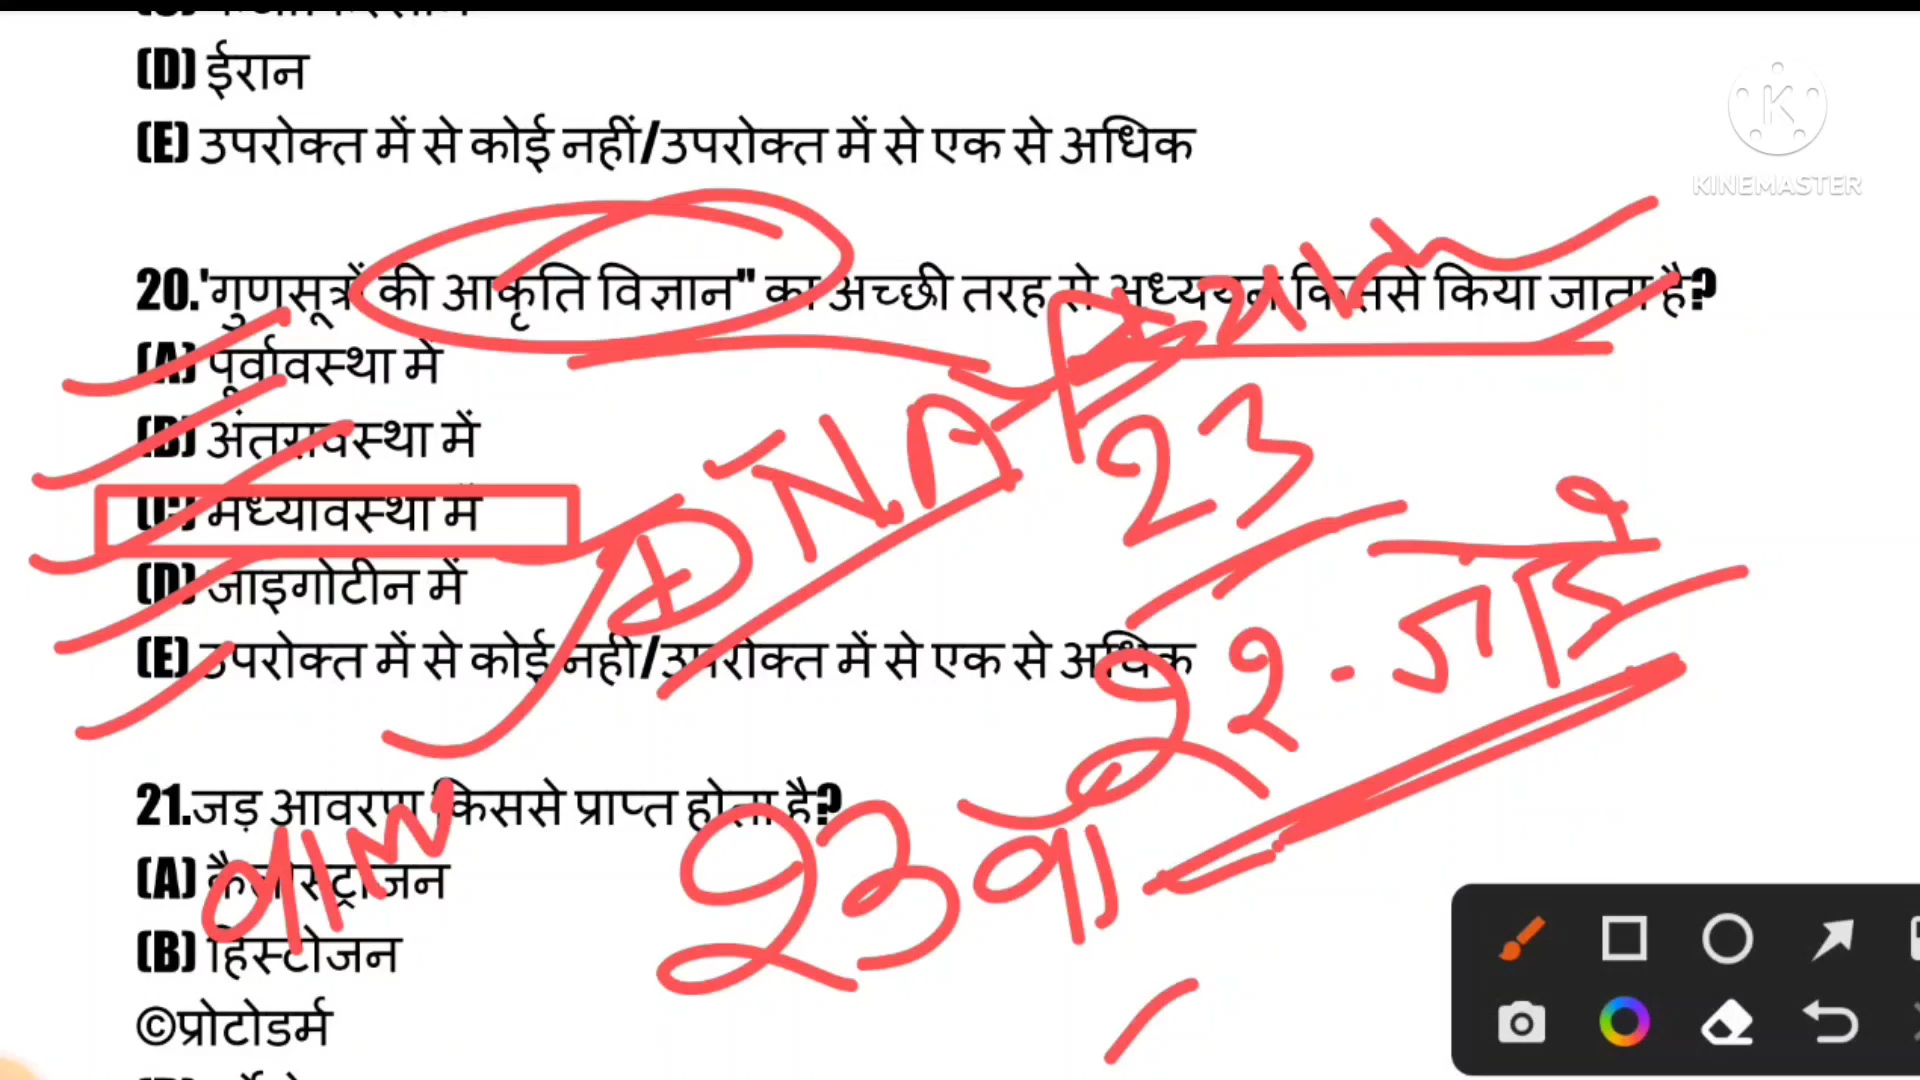 (D) ईरान
(E) उपरोक्त में से कोई नहीं/उपरोक्त में से एक से अधिक
KINEMASTER
20.'गुणसूत्रों की आकृति विज्ञान" का अच्छी तरह से अध्ययन किससे किया जाता है?
(A) पूर्वावस्था में
(B) अंतरावस्था में
(C) मध्यावस्था में
(D) जाइगोटीन में
(E) उपरोक्त में से कोई नहीं/उपरोक्त में से एक से अधिक
D.N.A
23
22 जोड़े
23वा
21.जड़ आवरण किससे प्राप्त होता है?
(A) कैलीप्ट्रोजन
(B) हिस्टोजन
©प्रोटोडर्म